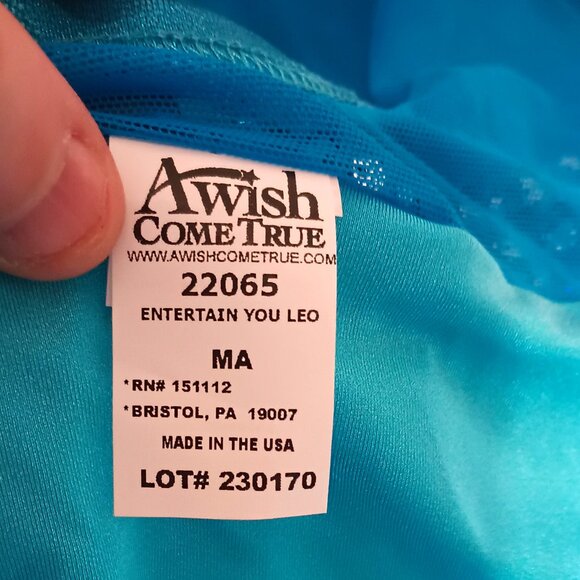 A wish
COME TRUE
WWW.AWISHCOMETRUE.COM
22065
ENTERTAIN YOU LEO
MA
*RN# 151112
*BRISTOL, PA 19007
MADE IN THE USA
LOT# 230170